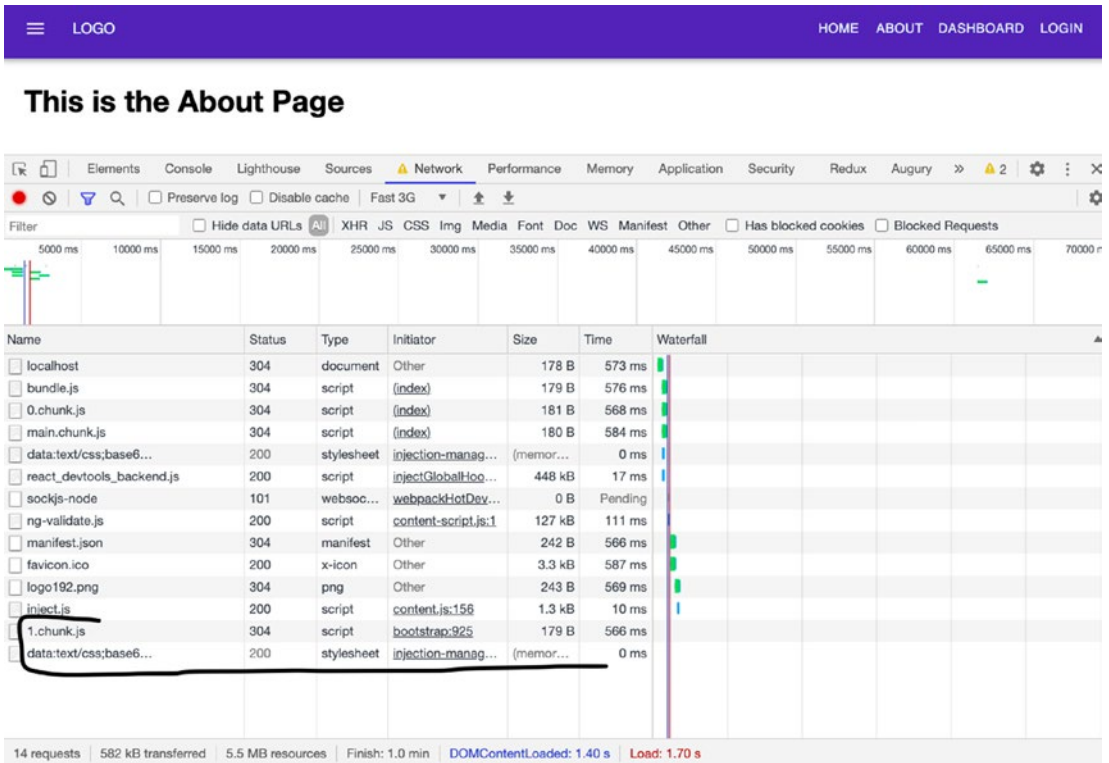 LOGO HOME ABOUT DASHBOARD LOGIN
This is the About Page
Elements Console Lighthouse Sources Network Performance Memory Application Security Redux Augury » 2
Preserve log Disable cache Fast 3G
Filter Hide data URLs All XHR JS CSS Img Media Font Doc WS Manifest Other Has blocked cookies Blocked Requests
5000 ms 10000 ms 15000 ms 20000 ms 25000 ms 30000 ms 35000 ms 40000 ms 45000 ms 50000 ms 55000 ms 60000 ms 65000 ms 70000 r
Name Status Type Initiator Size Time Waterfall
localhost 304 document Other 178 B 573 ms
bundle.js 304 script (index) 179 B 576 ms
0.chunk.js 304 script (index) 181 B 568 ms
main.chunk.js 304 script (index) 180 B 584 ms
data:text/css;base6... 200 stylesheet injection-manag... (memor... 0 ms
react_devtools_backend.js 200 script injectGlobalHoo... 448 kB 17 ms
sockjs-node 101 websoc... webpackHotDev... 0 B Pending
ng-validate.js 200 script content-script.js:1 127 kB 111 ms
manifest.json 304 manifest Other 242 B 566 ms
favicon.ico 200 x-icon Other 3.3 kB 587 ms
logo192.png 304 png Other 243 B 569 ms
inject.js 200 script content.js:156 1.3 kB 10 ms
1.chunk.js 304 script bootstrap:925 179 B 566 ms
data:text/css;base6... 200 stylesheet injection-manag... (memor... 0 ms
14 requests 582 kB transferred 5.5 MB resources Finish: 1.0 min DOMContentLoaded: 1.40 s Load: 1.70 s